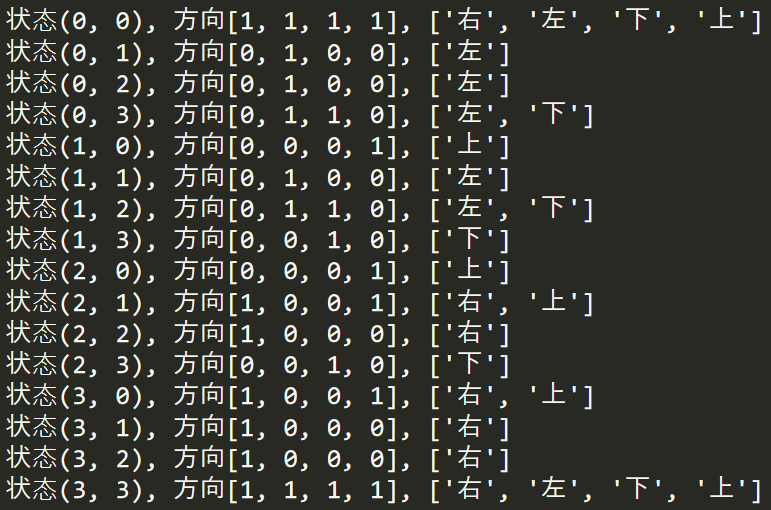 状态(0, 0), 方向[1, 1, 1, 1], ['右', '左', '下', '上']
状态(0, 1), 方向[0, 1, 0, 0], ['左']
状态(0, 2), 方向[0, 1, 0, 0], ['左']
状态(0, 3), 方向[0, 1, 1, 0], ['左', '下']
状态(1, 0), 方向[0, 0, 0, 1], ['上']
状态(1, 1), 方向[0, 1, 0, 0], ['左']
状态(1, 2), 方向[0, 1, 1, 0], ['左', '下']
状态(1, 3), 方向[0, 0, 1, 0], ['下']
状态(2, 0), 方向[0, 0, 0, 1], ['上']
状态(2, 1), 方向[1, 0, 0, 1], ['右', '上']
状态(2, 2), 方向[1, 0, 0, 0], ['右']
状态(2, 3), 方向[0, 0, 1, 0], ['下']
状态(3, 0), 方向[1, 0, 0, 1], ['右', '上']
状态(3, 1), 方向[1, 0, 0, 0], ['右']
状态(3, 2), 方向[1, 0, 0, 0], ['右']
状态(3, 3), 方向[1, 1, 1, 1], ['右', '左', '下', '上']